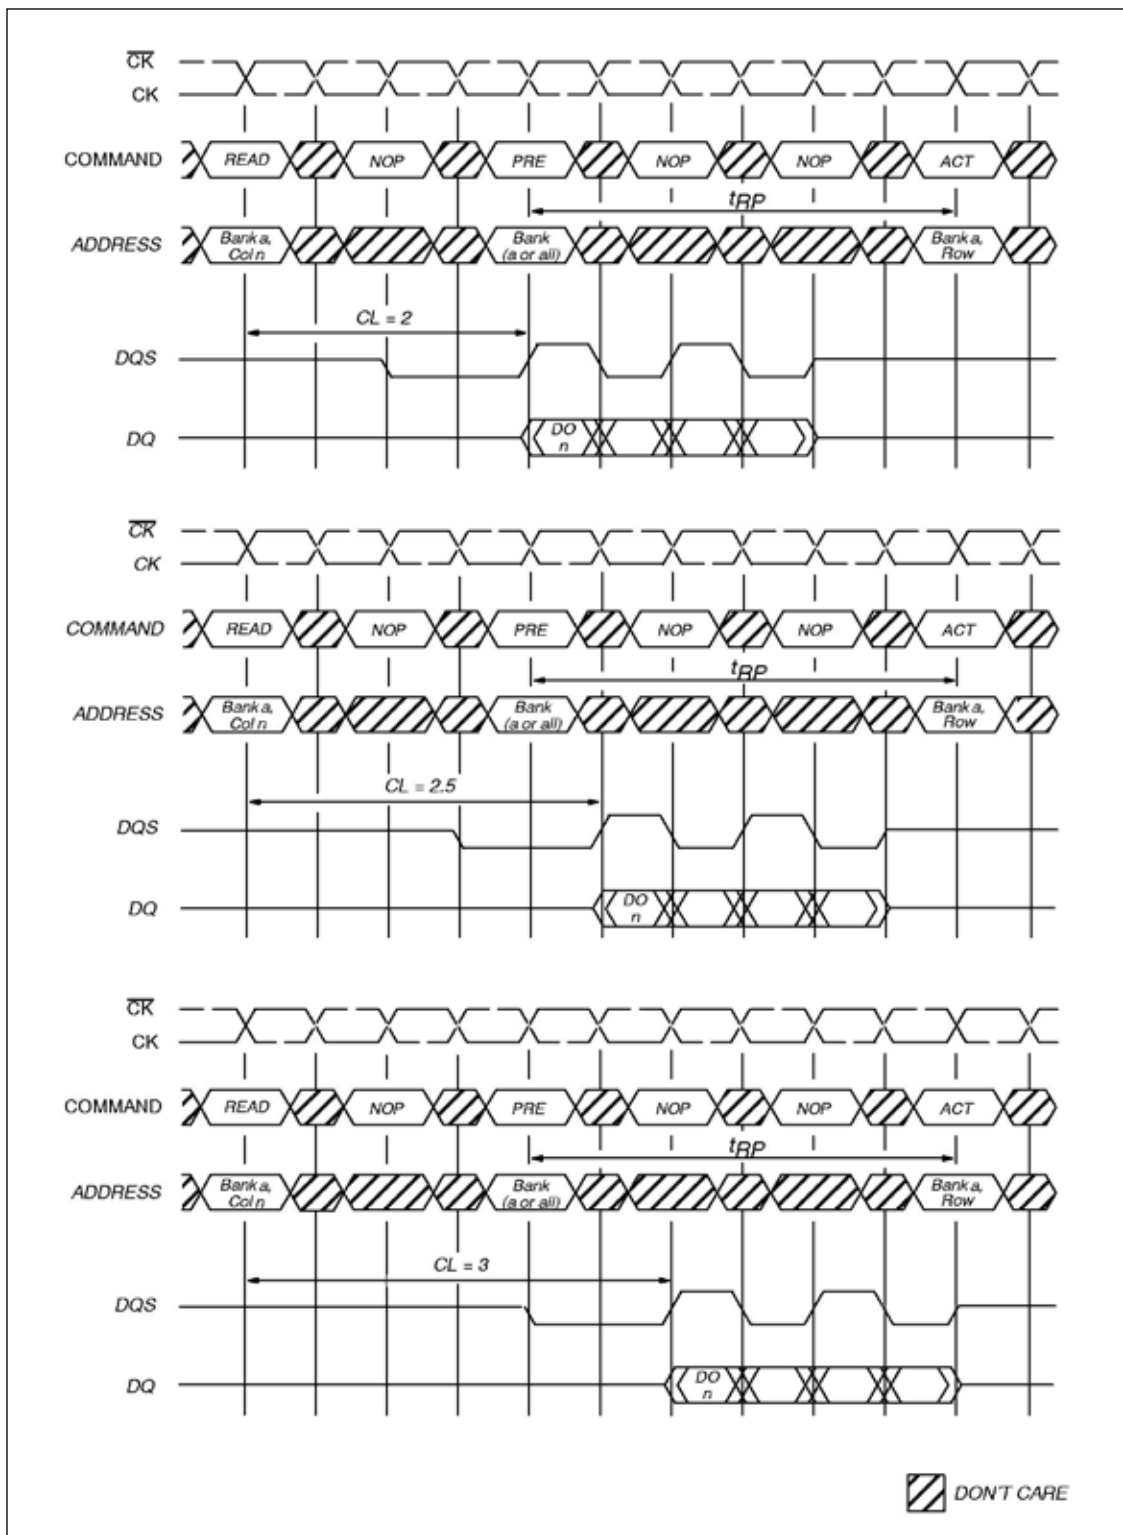 CK
CK
COMMAND READ NOP PRE NOP NOP ACT
tRP
ADDRESS Bank a, Col n Bank (a or all) Bank a, Row
CL = 2
DQS
DQ DO n
CK
CK
COMMAND READ NOP PRE NOP NOP ACT
tRP
ADDRESS Bank a, Col n Bank (a or all) Bank a, Row
CL = 2.5
DQS
DQ DO n
CK
CK
COMMAND READ NOP PRE NOP NOP ACT
tRP
ADDRESS Bank a, Col n Bank (a or all) Bank a, Row
CL = 3
DQS
DQ DO n
DON'T CARE